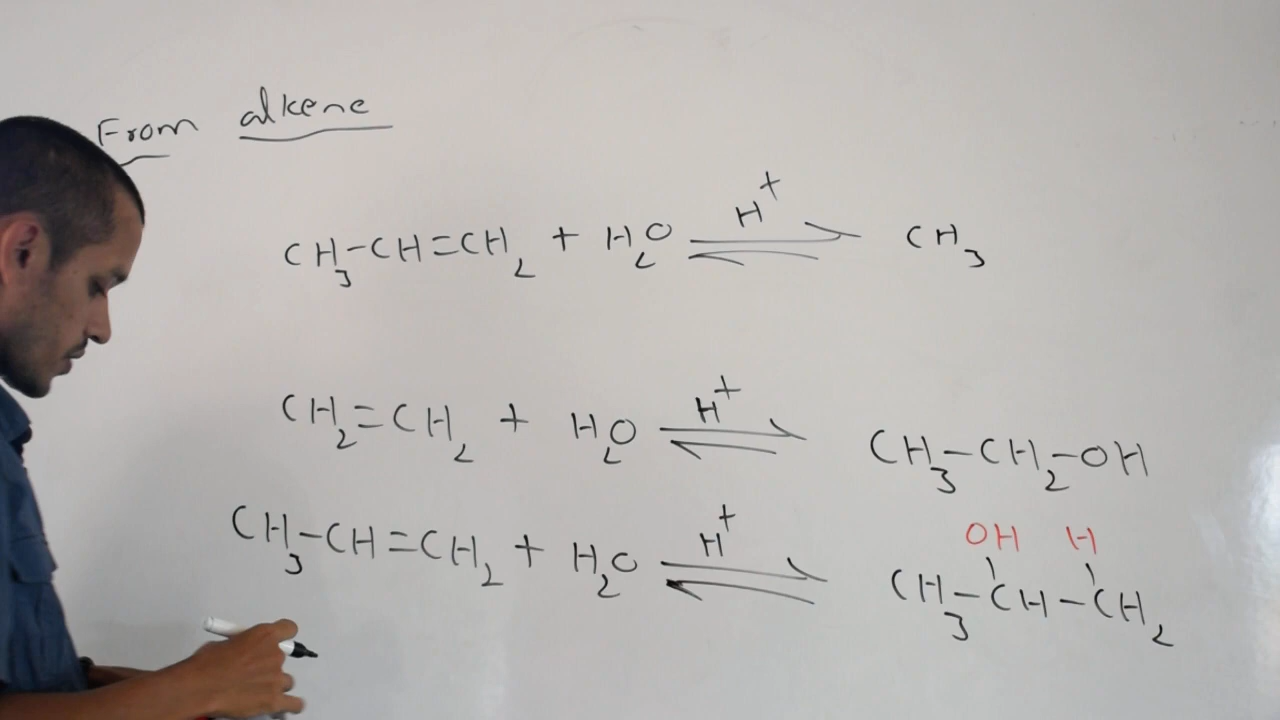 From alkene
CH₃-CH=CH₂ + H₂O ⇌ H⁺ CH₃
CH₂=CH₂ + H₂O ⇌ H⁺ CH₃-CH₂-OH
OH H
CH₃-CH=CH₂ + H₂O ⇌ H⁺ CH₃-CH-CH₂